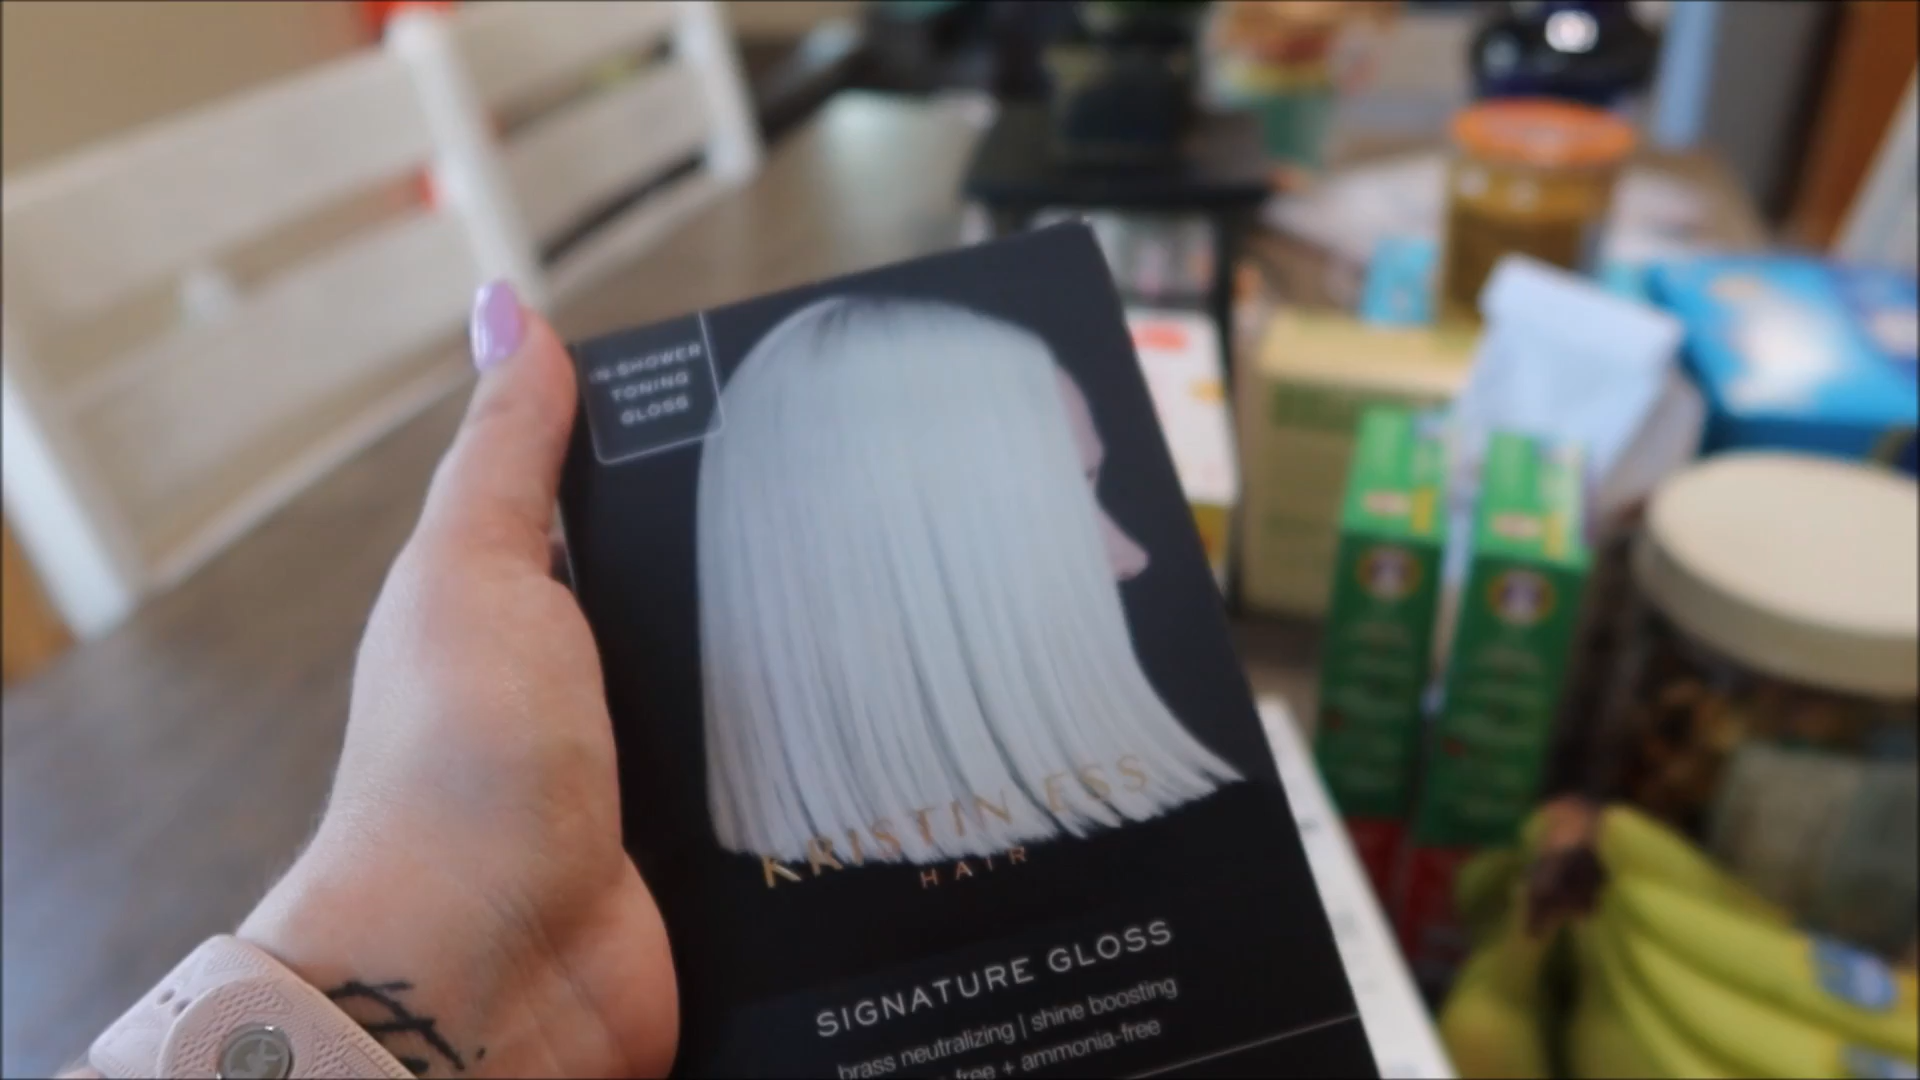 IN-SHOWER
TONING
GLOSS
KRISTIN ESS
HAIR
SIGNATURE GLOSS
brass neutralizing | shine boosting
free + ammonia-free